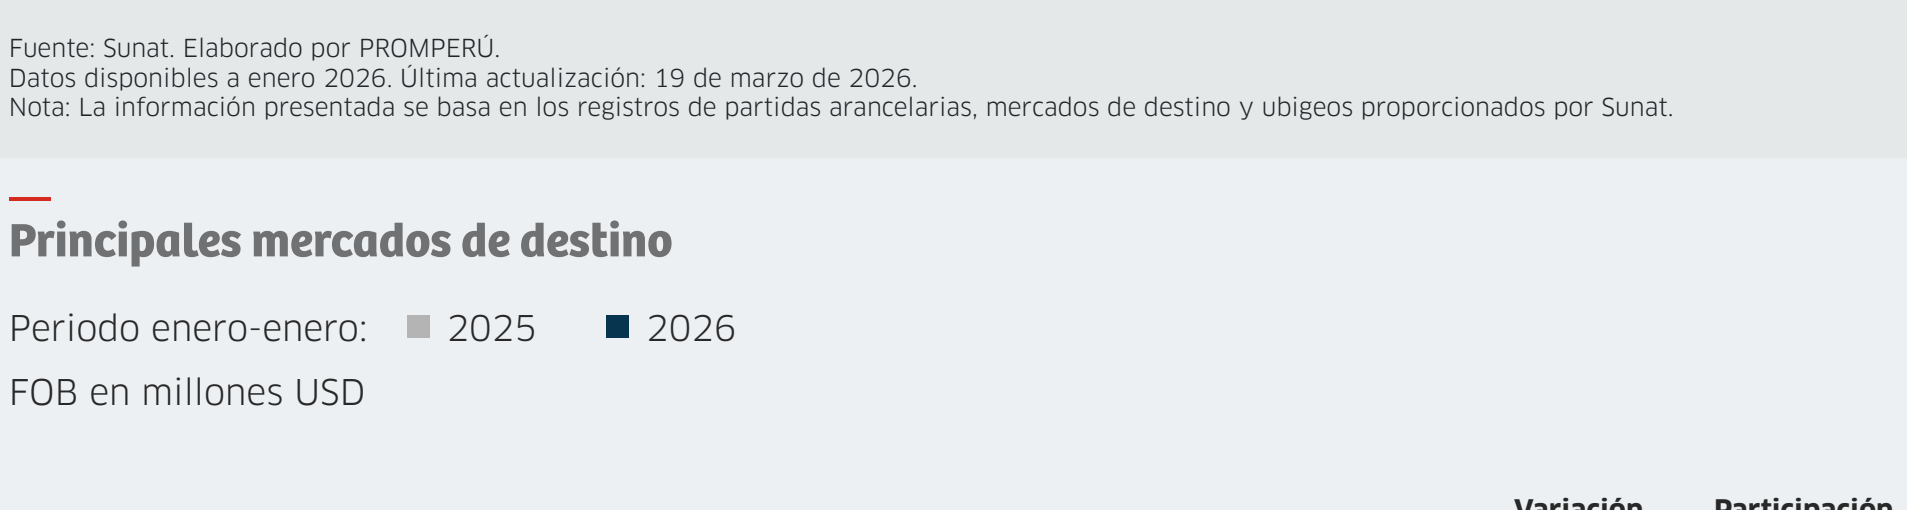 Fuente: Sunat. Elaborado por PROMPERÚ.
Datos disponibles a enero 2026. Última actualización: 19 de marzo de 2026.
Nota: La información presentada se basa en los registros de partidas arancelarias, mercados de destino y ubigeos proporcionados por Sunat.
Principales mercados de destino
Periodo enero-enero: 2025 2026
FOB en millones USD
Variación Participación